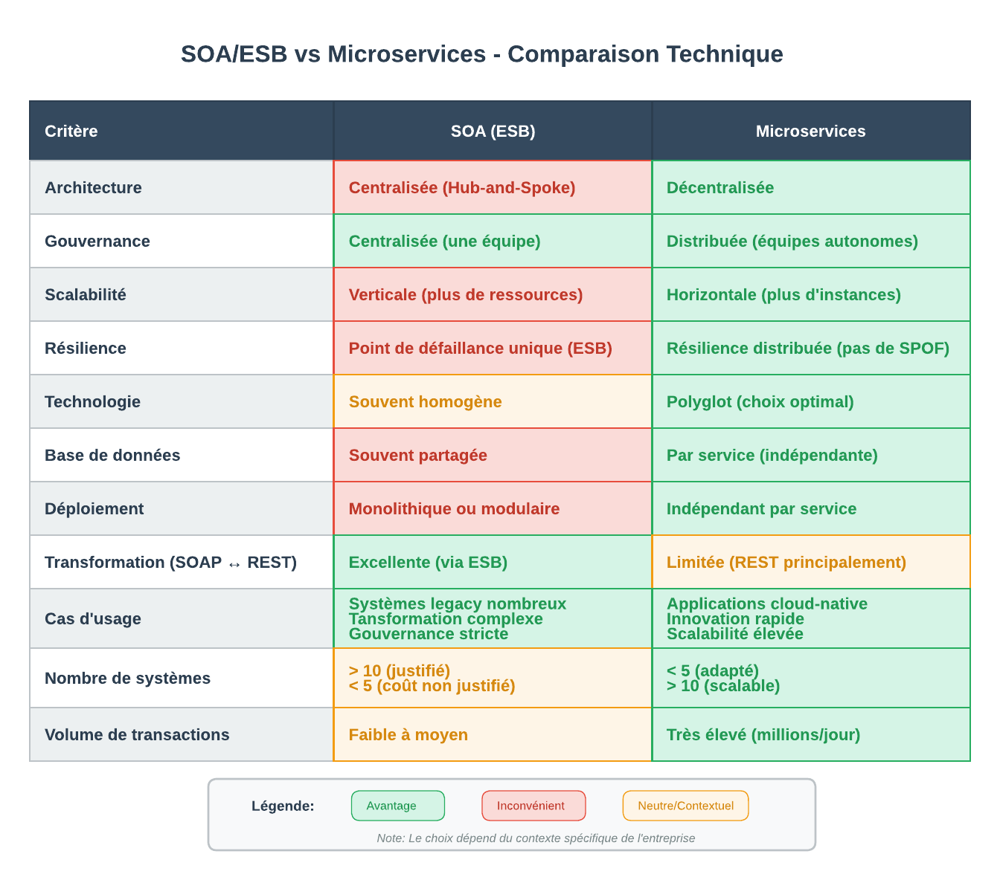 SOA/ESB vs Microservices - Comparaison Technique
Critère
SOA (ESB)
Microservices
Architecture
Centralisée (Hub-and-Spoke)
Décentralisée
Gouvernance
Centralisée (une équipe)
Distribuée (équipes autonomes)
Scalabilité
Verticale (plus de ressources)
Horizontale (plus d'instances)
Résilience
Point de défaillance unique (ESB)
Résilience distribuée (pas de SPOF)
Technologie
Souvent homogène
Polyglot (choix optimal)
Base de données
Souvent partagée
Par service (indépendante)
Déploiement
Monolithique ou modulaire
Indépendant par service
Transformation (SOAP ↔ REST)
Excellente (via ESB)
Limitée (REST principalement)
Cas d'usage
Systèmes legacy nombreux
Tansformation complexe
Gouvernance stricte
Applications cloud-native
Innovation rapide
Scalabilité élevée
Nombre de systèmes
> 10 (justifié)
< 5 (coût non justifié)
< 5 (adapté)
> 10 (scalable)
Volume de transactions
Faible à moyen
Très élevé (millions/jour)
Légende:
Avantage
Inconvénient
Neutre/Contextuel
Note: Le choix dépend du contexte spécifique de l'entreprise